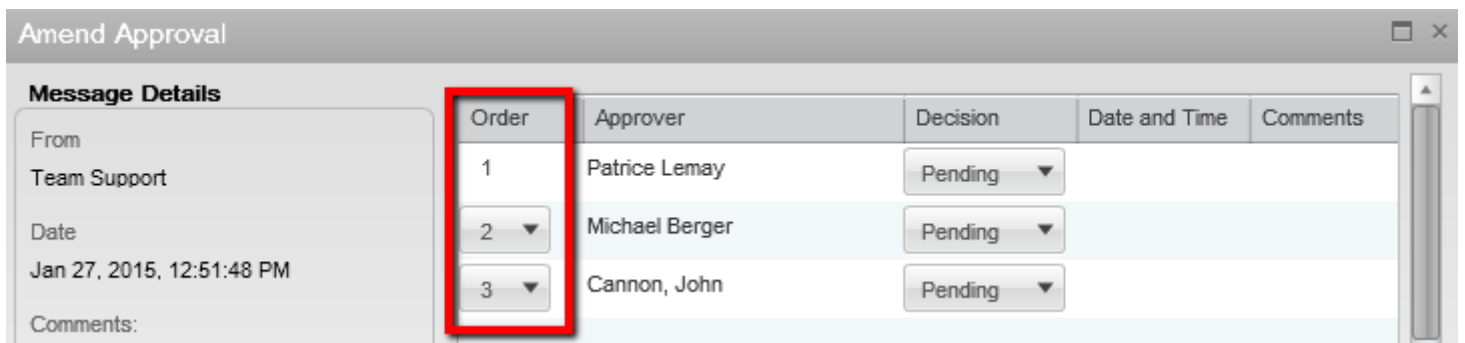 Amend Approval
Message Details
From
Team Support
Date
Jan 27, 2015, 12:51:48 PM
Comments:
Order Approver Decision Date and Time Comments
1 Patrice Lemay Pending
2 Michael Berger Pending
3 Cannon, John Pending